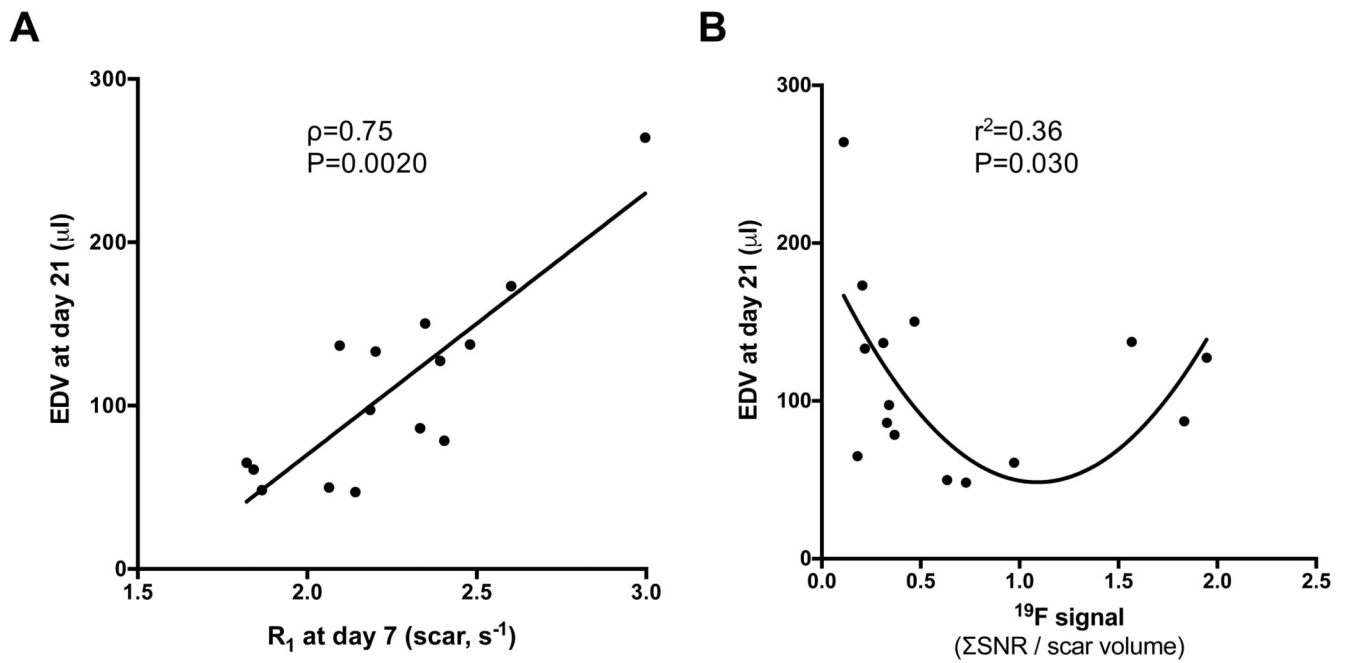 A
300
200
100
0
EDV at day 21 (μl)
ρ=0.75
P=0.0020
1.5 2.0 2.5 3.0
R₁ at day 7 (scar, s⁻¹)
B
300
200
100
0
EDV at day 21 (μl)
r²=0.36
P=0.030
0.0 0.5 1.0 1.5 2.0 2.5
¹⁹F signal
(ΣSNR / scar volume)